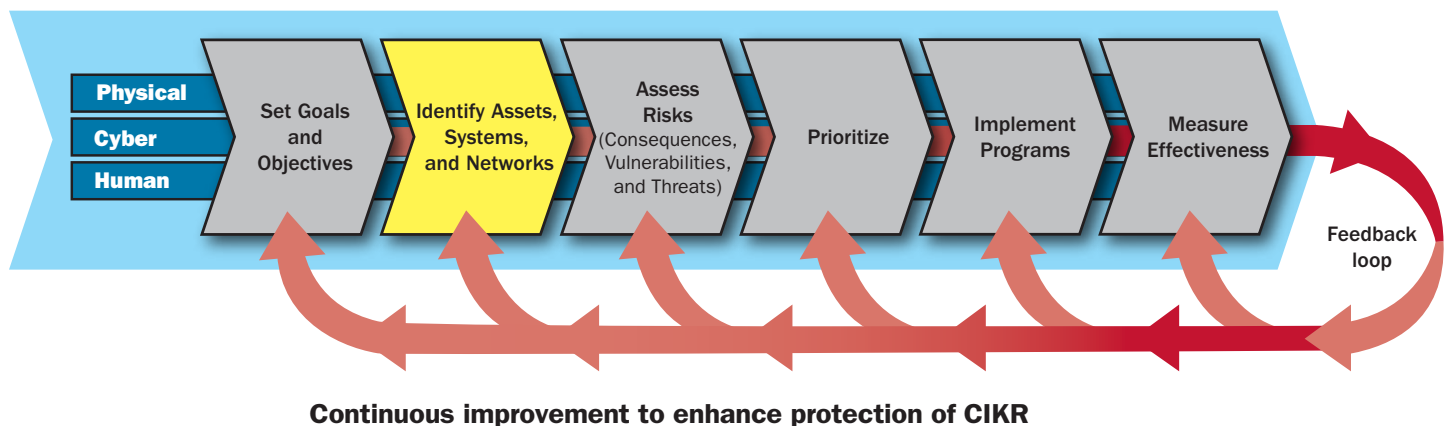 Physical
Cyber
Human
Set Goals
and
Objectives
Identify Assets,
Systems,
and Networks
Assess
Risks
(Consequences,
Vulnerabilities,
and Threats)
Prioritize
Implement
Programs
Measure
Effectiveness
Feedback
loop
Continuous improvement to enhance protection of CIKR